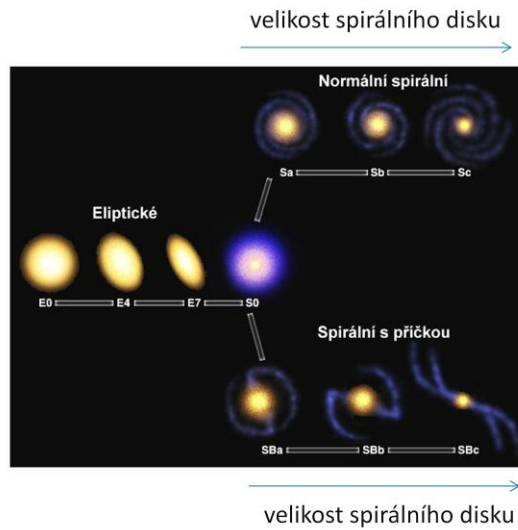 velikost spirálního disku
Normální spirální
Sa Sb Sc
Eliptické
E0 E4 E7 S0
Spirální s příčkou
SBa SBb SBc
velikost spirálního disku